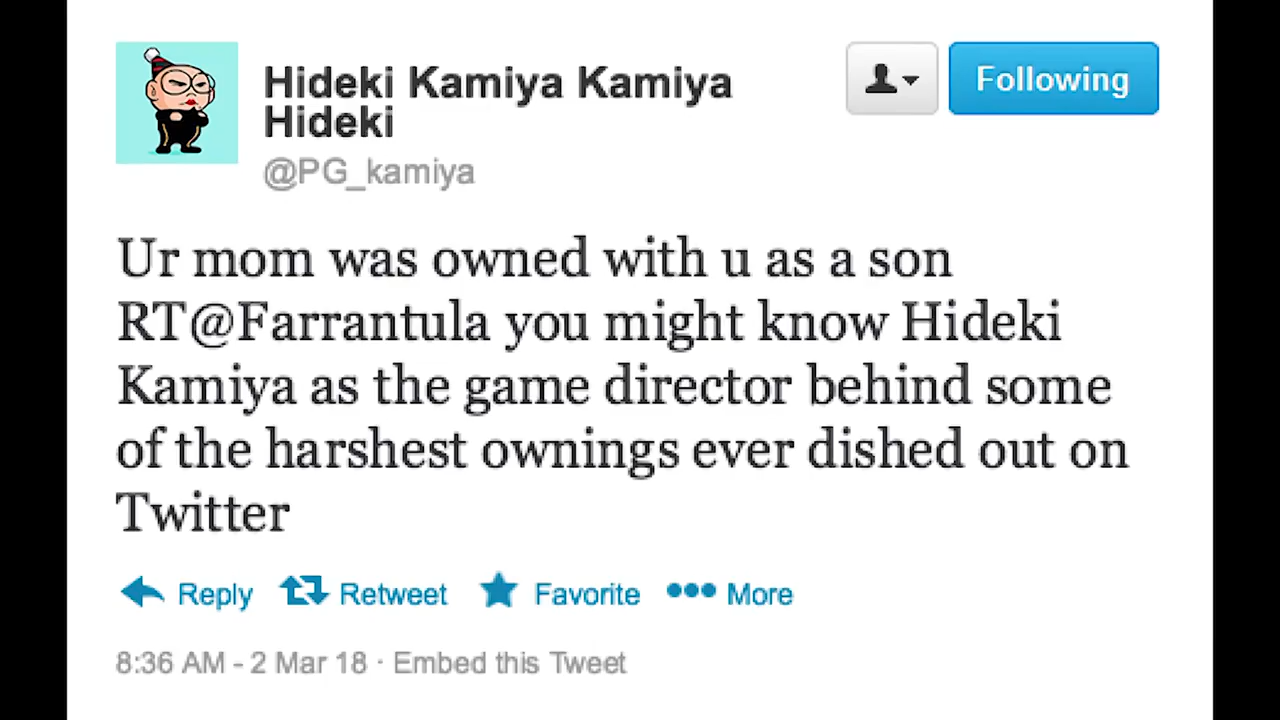 Hideki Kamiya Kamiya
Hideki
@PG_kamiya
Following
Ur mom was owned with u as a son
RT@Farrantula you might know Hideki
Kamiya as the game director behind some
of the harshest ownings ever dished out on
Twitter
Reply Retweet Favorite More
8:36 AM - 2 Mar 18 · Embed this Tweet